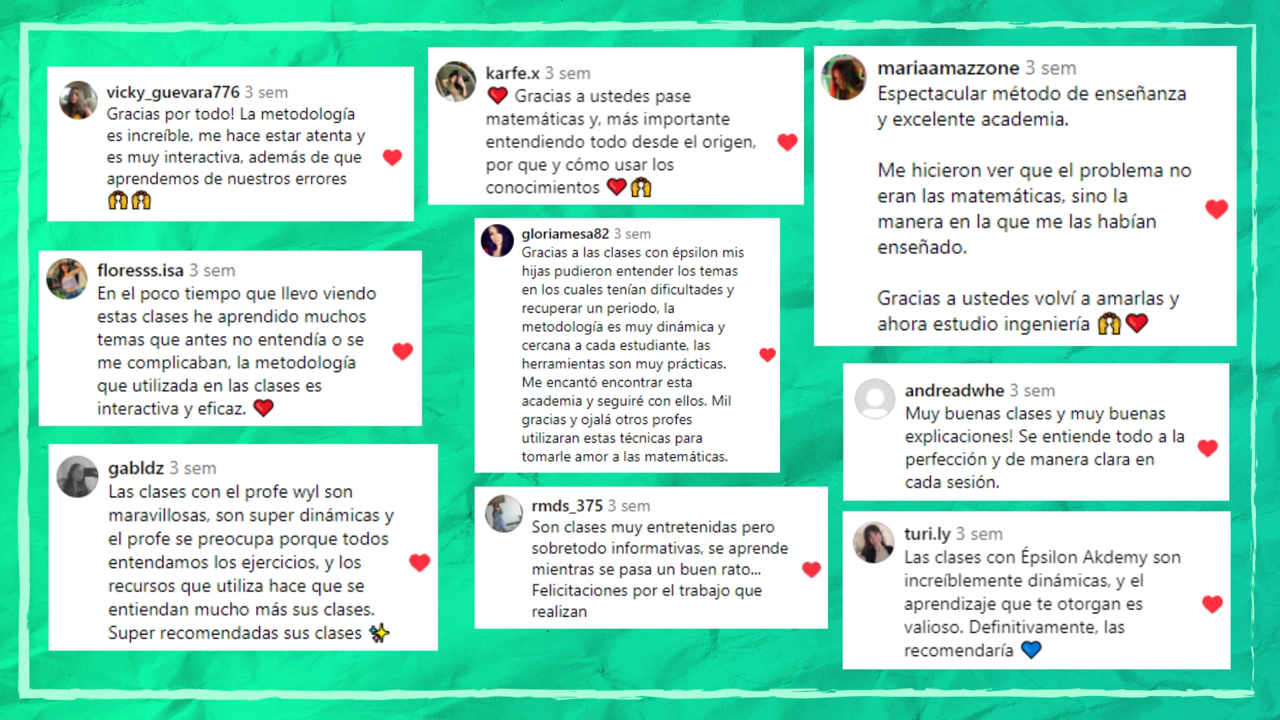 vicky_guevara776 3 sem
Gracias por todo! La metodología
es increíble, me hace estar atenta y
es muy interactiva, además de que
aprendemos de nuestros errores
🙌🙌
floresss.isa 3 sem
En el poco tiempo que llevo viendo
estas clases he aprendido muchos
temas que antes no entendía o se
me complicaban, la metodología
que utilizada en las clases es
interactiva y eficaz. ❤️
gabldz 3 sem
Las clases con el profe wyl son
maravillosas, son super dinámicas y
el profe se preocupa porque todos
entendamos los ejercicios, y los
recursos que utiliza hace que se
entiendan mucho más sus clases.
Super recomendadas sus clases ✨
karfe.x 3 sem
❤️ Gracias a ustedes pase
matemáticas y, más importante
entendiendo todo desde el origen,
por que y cómo usar los
conocimientos ❤️🙌
gloriamesa82 3 sem
Gracias a las clases con épsilon mis
hijas pudieron entender los temas
en los cuales tenían dificultades y
recuperar un periodo, la
metodología es muy dinámica y
cercana a cada estudiante, las
herramientas son muy prácticas.
Me encantó encontrar esta
academia y seguiré con ellos. Mil
gracias y ojalá otros profes
utilizaran estas técnicas para
tomarle amor a las matemáticas.
rmds_375 3 sem
Son clases muy entretenidas pero
sobretodo informativas, se aprende
mientras se pasa un buen rato...
Felicitaciones por el trabajo que
realizan
mariaamazzone 3 sem
Espectacular método de enseñanza
y excelente academia.
Me hicieron ver que el problema no
eran las matemáticas, sino la
manera en la que me las habían
enseñado.
Gracias a ustedes volví a amarlas y
ahora estudio ingeniería 🙌❤️
andreadwhe 3 sem
Muy buenas clases y muy buenas
explicaciones! Se entiende todo a la
perfección y de manera clara en
cada sesión.
turi.ly 3 sem
Las clases con Épsilon Akdemy son
increíblemente dinámicas, y el
aprendizaje que te otorgan es
valioso. Definitivamente, las
recomendaría 💙